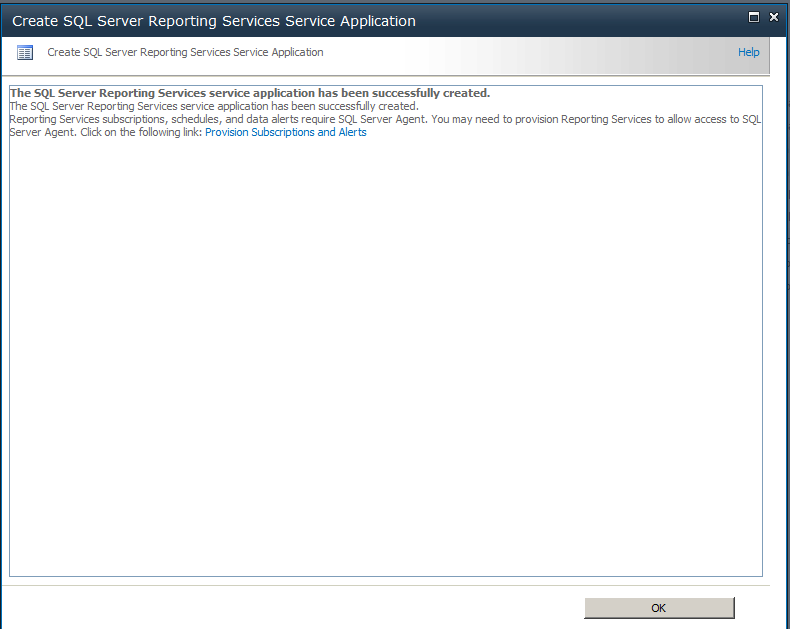 Create SQL Server Reporting Services Service Application
Create SQL Server Reporting Services Service Application
Help
The SQL Server Reporting Services service application has been successfully created.
The SQL Server Reporting Services service application has been successfully created.
Reporting Services subscriptions, schedules, and data alerts require SQL Server Agent. You may need to provision Reporting Services to allow access to SQL
Server Agent. Click on the following link: Provision Subscriptions and Alerts
OK